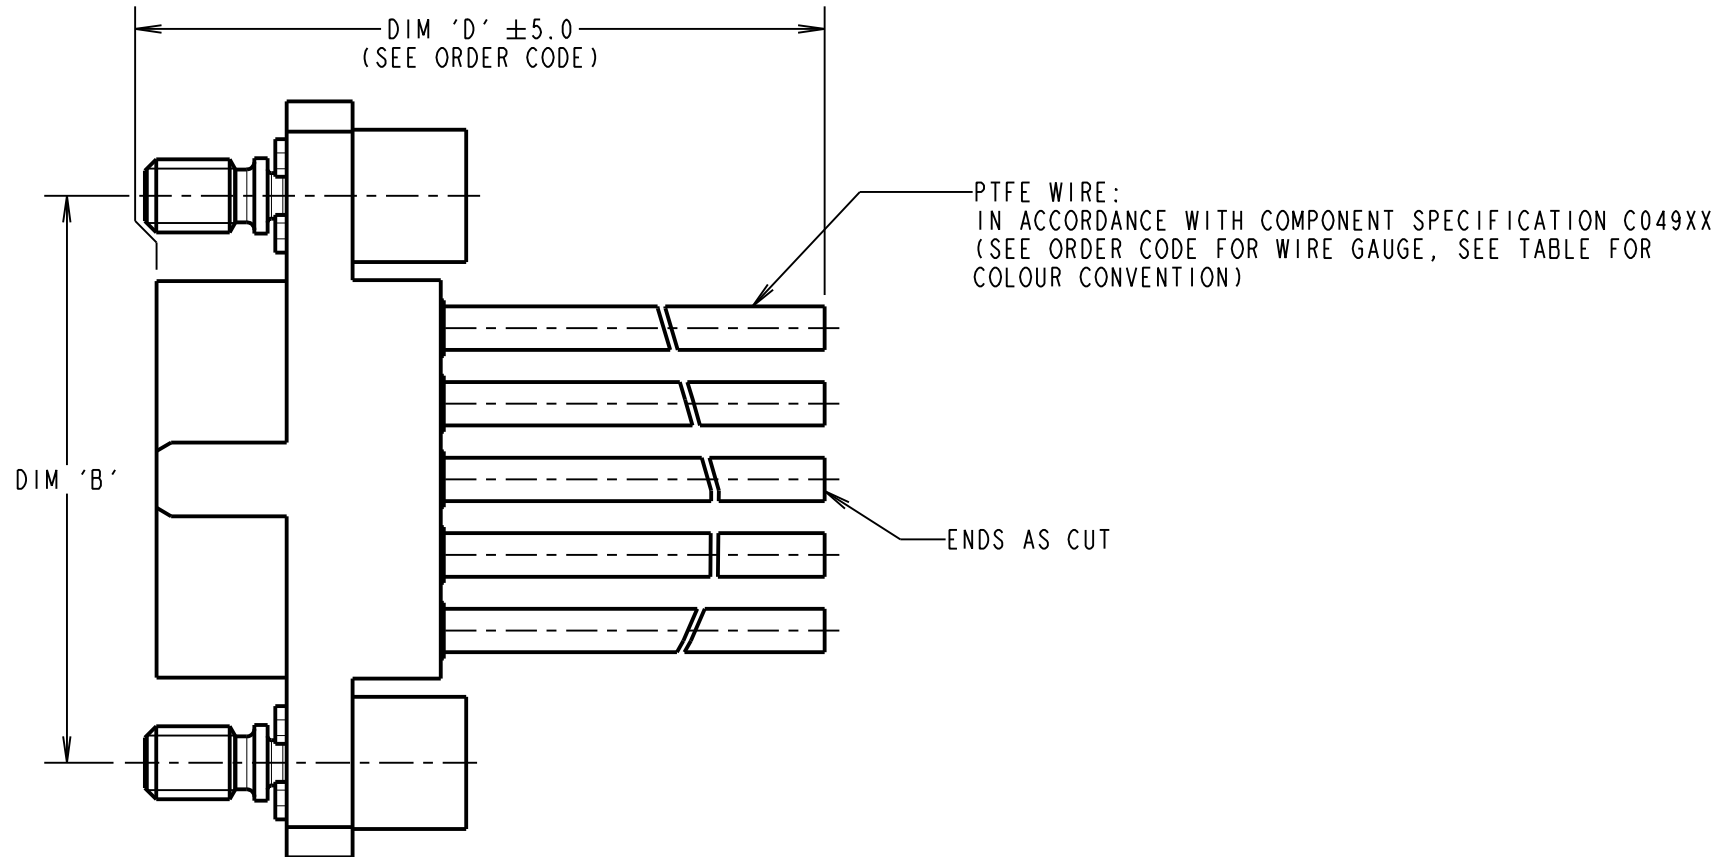 DIM 'D' ±5.0
(SEE ORDER CODE)
PTFE WIRE:
IN ACCORDANCE WITH COMPONENT SPECIFICATION C049XX
(SEE ORDER CODE FOR WIRE GAUGE, SEE TABLE FOR
COLOUR CONVENTION)
DIM 'B'
ENDS AS CUT